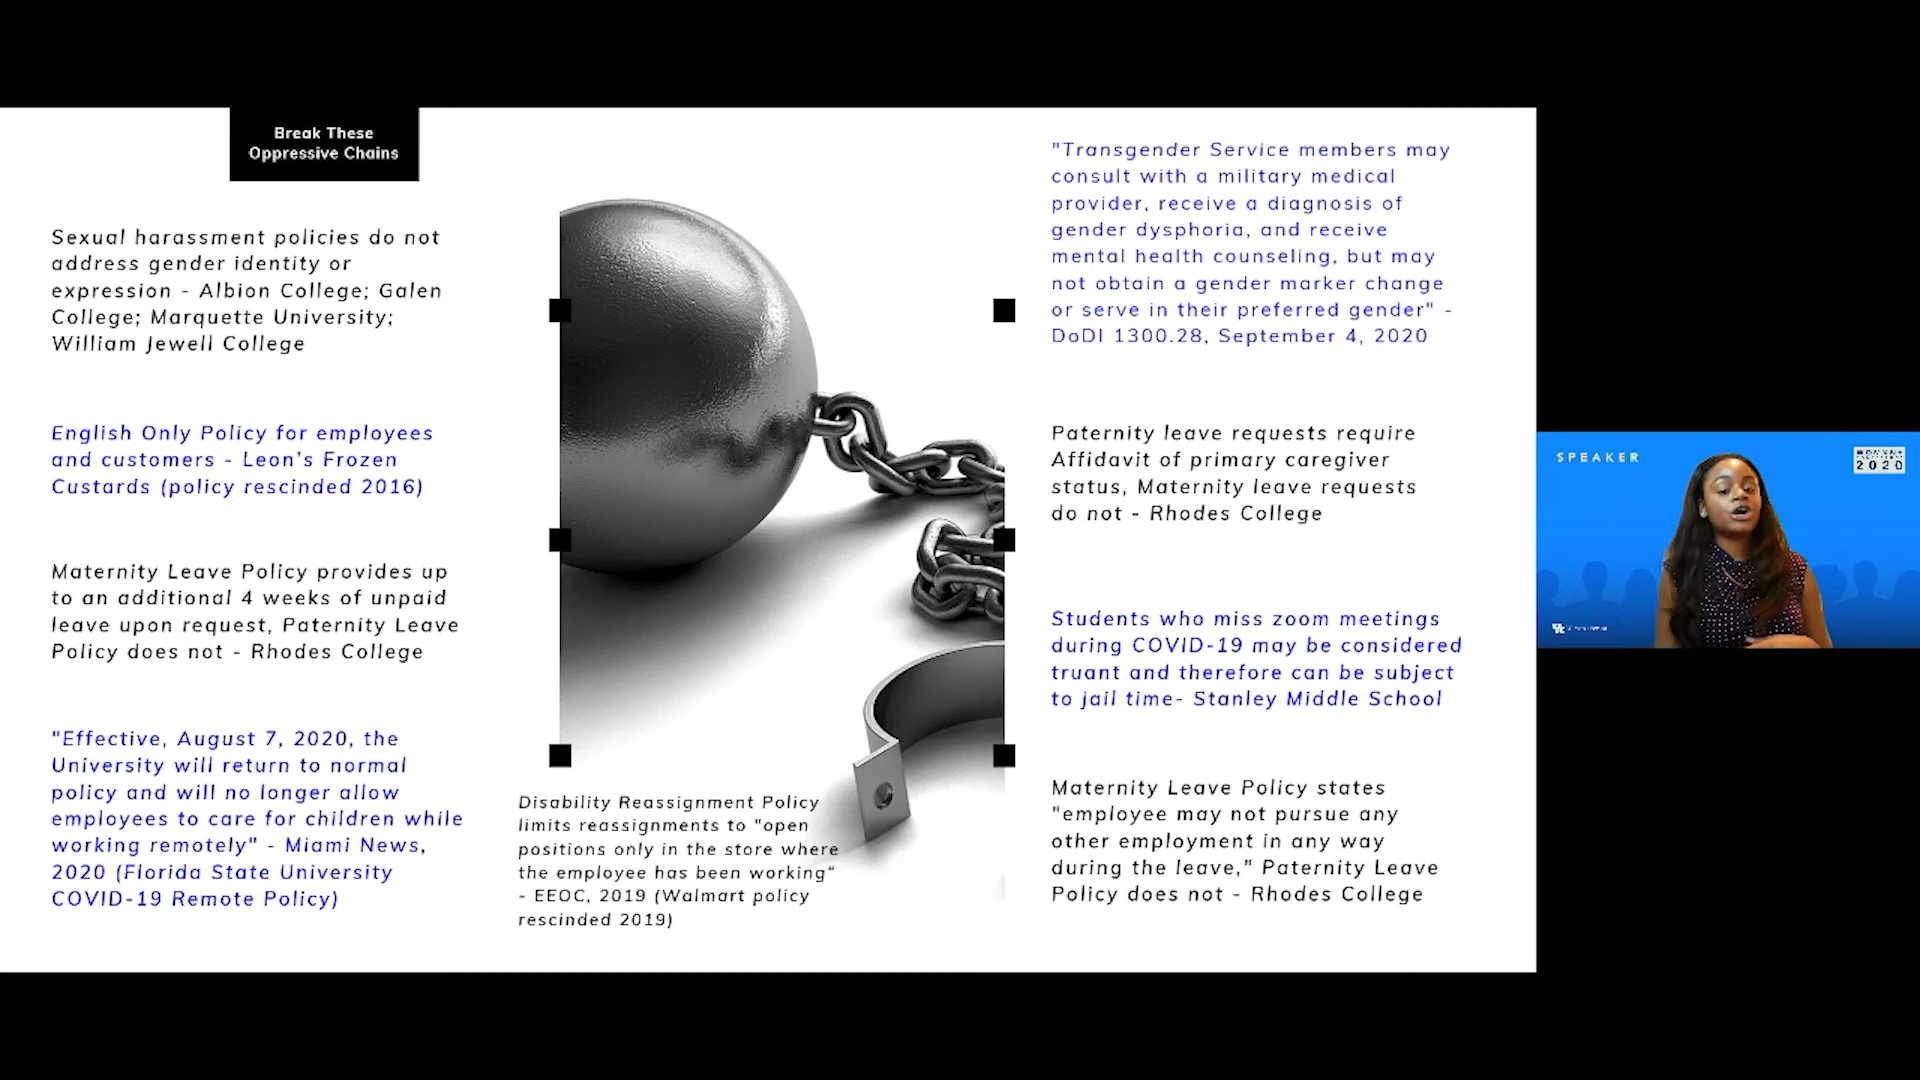 Break These
Oppressive Chains
Sexual harassment policies do not
address gender identity or
expression - Albion College; Galen
College; Marquette University;
William Jewell College
English Only Policy for employees
and customers - Leon's Frozen
Custards (policy rescinded 2016)
Maternity Leave Policy provides up
to an additional 4 weeks of unpaid
leave upon request, Paternity Leave
Policy does not - Rhodes College
"Effective, August 7, 2020, the
University will return to normal
policy and will no longer allow
employees to care for children while
working remotely" - Miami News,
2020 (Florida State University
COVID-19 Remote Policy)
Disability Reassignment Policy
limits reassignments to "open
positions only in the store where
the employee has been working"
- EEOC, 2019 (Walmart policy
rescinded 2019)
"Transgender Service members may
consult with a military medical
provider, receive a diagnosis of
gender dysphoria, and receive
mental health counseling, but may
not obtain a gender marker change
or serve in their preferred gender" -
DoDI 1300.28, September 4, 2020
Paternity leave requests require
Affidavit of primary caregiver
status, Maternity leave requests
do not - Rhodes College
Students who miss zoom meetings
during COVID-19 may be considered
truant and therefore can be subject
to jail time- Stanley Middle School
Maternity Leave Policy states
"employee may not pursue any
other employment in any way
during the leave," Paternity Leave
Policy does not - Rhodes College
SPEAKER
2020